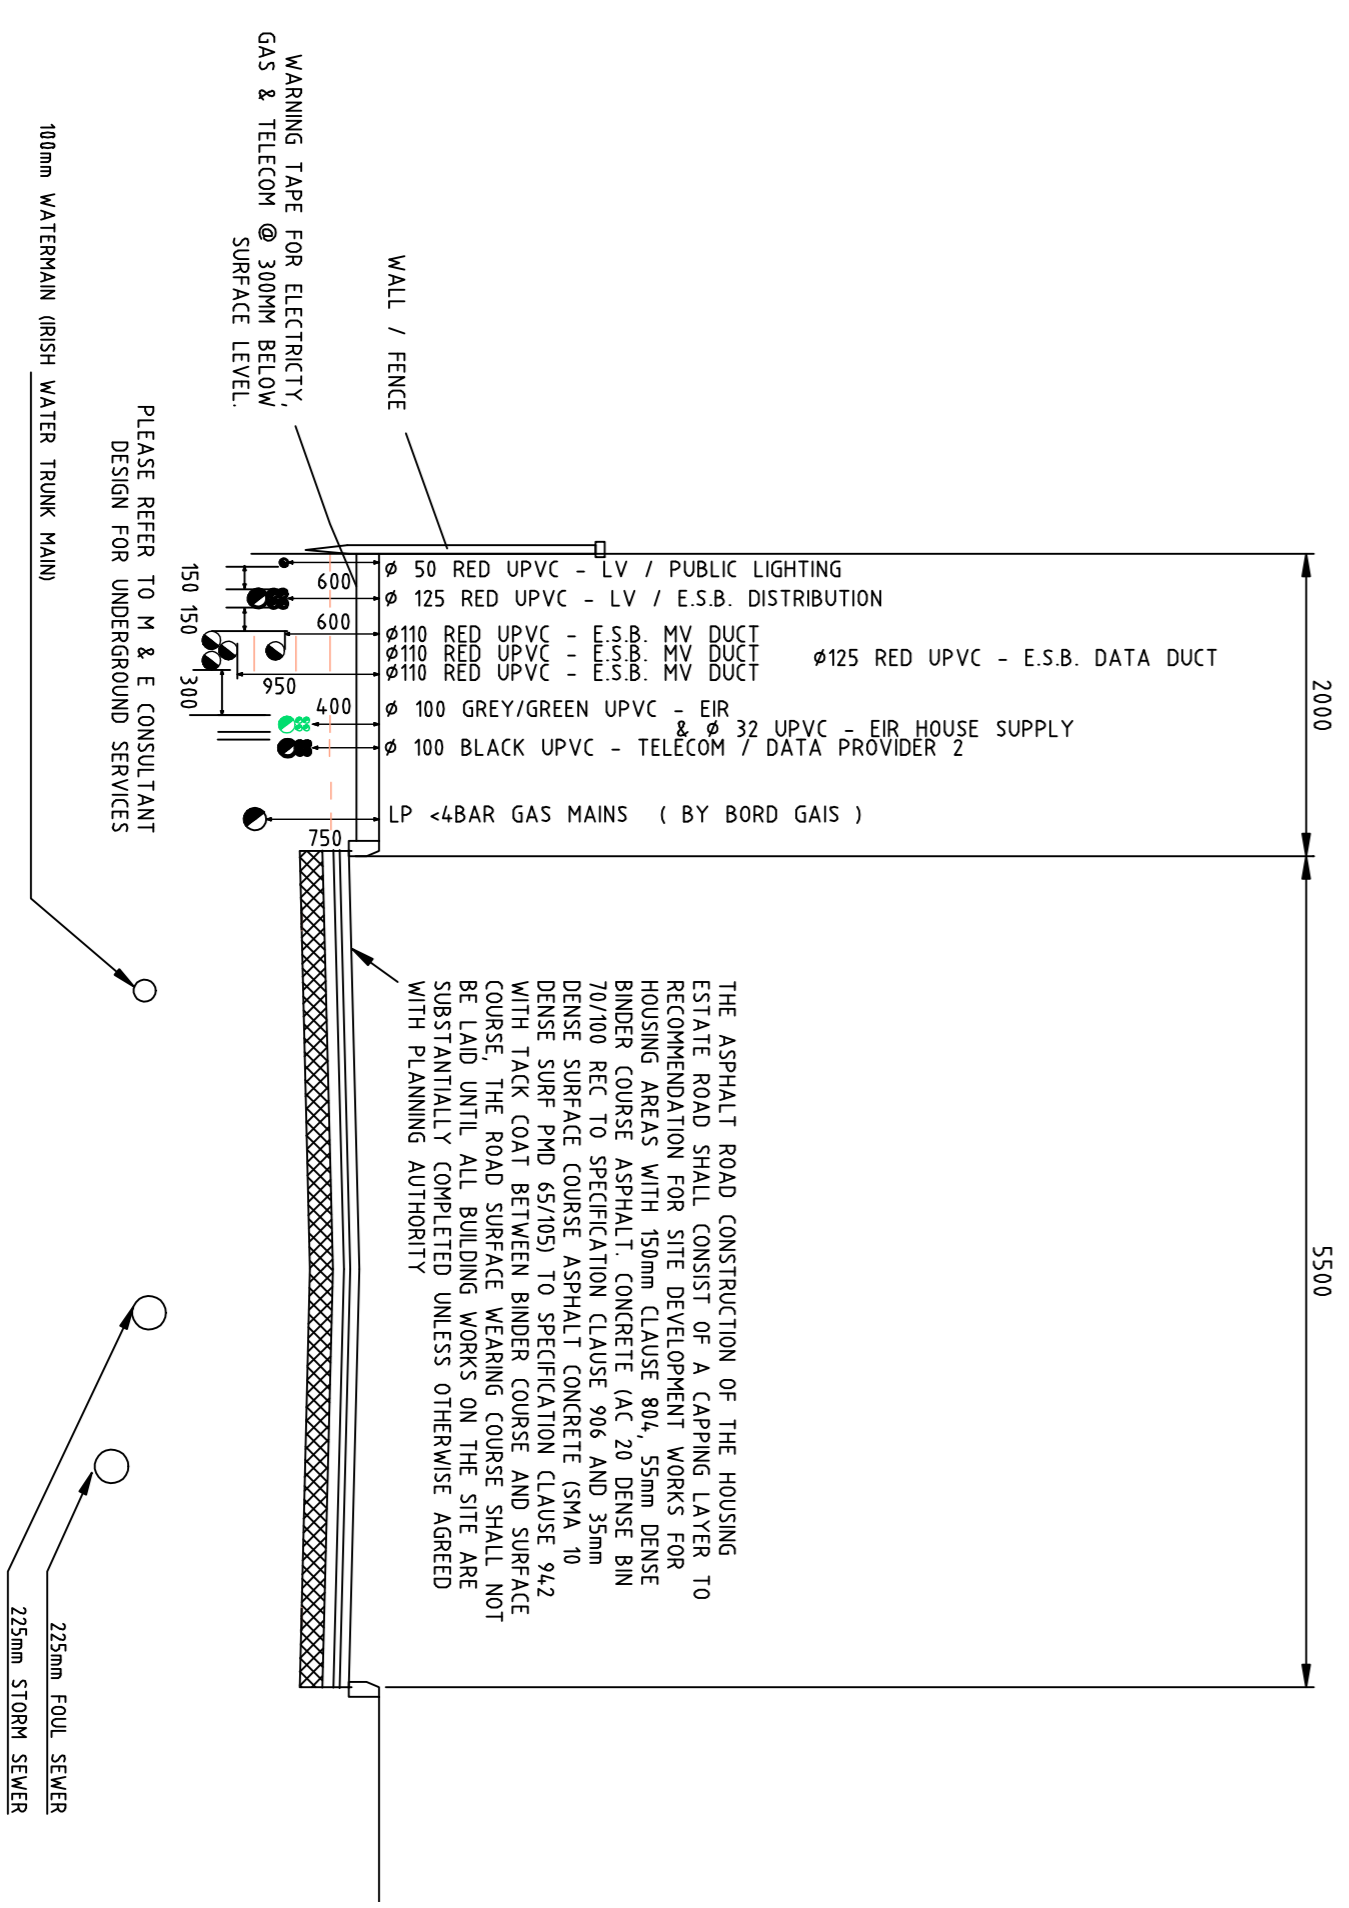 2000
5500
Ø 50 RED UPVC - LV / PUBLIC LIGHTING
Ø 125 RED UPVC - LV / E.S.B. DISTRIBUTION
Ø110 RED UPVC - E.S.B. MV DUCT
Ø110 RED UPVC - E.S.B. MV DUCT
Ø110 RED UPVC - E.S.B. MV DUCT
Ø125 RED UPVC - E.S.B. DATA DUCT
Ø 100 GREY/GREEN UPVC - EIR
& Ø 32 UPVC - EIR HOUSE SUPPLY
Ø 100 BLACK UPVC - TELECOM / DATA PROVIDER 2
LP <4BAR GAS MAINS ( BY BORD GAIS )
600
600
950
400
750
150
150
300
WALL / FENCE
WARNING TAPE FOR ELECTRICTY,
GAS & TELECOM @ 300MM BELOW
SURFACE LEVEL.
THE ASPHALT ROAD CONSTRUCTION OF THE HOUSING
ESTATE ROAD SHALL CONSIST OF A CAPPING LAYER TO
RECOMMENDATION FOR SITE DEVELOPMENT WORKS FOR
HOUSING AREAS WITH 150mm CLAUSE 804, 55mm DENSE
BINDER COURSE ASPHALT. CONCRETE (AC 20 DENSE BIN
70/100 REC TO SPECIFICATION CLAUSE 906 AND 35mm
DENSE SURFACE COURSE ASPHALT CONCRETE (SMA 10
DENSE SURF PMD 65/105) TO SPECIFICATION CLAUSE 942
WITH TACK COAT BETWEEN BINDER COURSE AND SURFACE
COURSE, THE ROAD SURFACE WEARING COURSE SHALL NOT
BE LAID UNTIL ALL BUILDING WORKS ON THE SITE ARE
SUBSTANTIALLY COMPLETED UNLESS OTHERWISE AGREED
WITH PLANNING AUTHORITY
PLEASE REFER TO M & E CONSULTANT
DESIGN FOR UNDERGROUND SERVICES
100mm WATERMAIN (IRISH WATER TRUNK MAIN)
225mm FOUL SEWER
225mm STORM SEWER